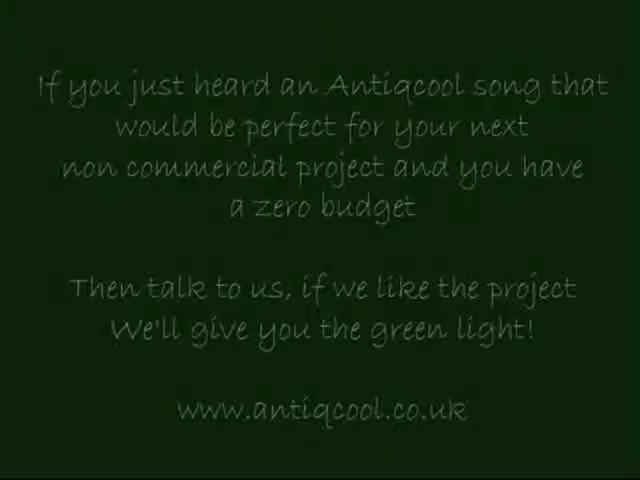 If you just heard an Antiqcool song that
would be perfect for your next
non commercial project and you have
a zero budget
Then talk to us, if we like the project
We'll give you the green light!
www.antiqcool.co.uk